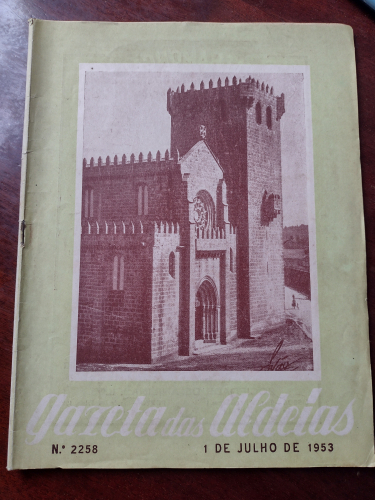 Gazeta das Aldeias
N.º 2258 1 DE JULHO DE 1953